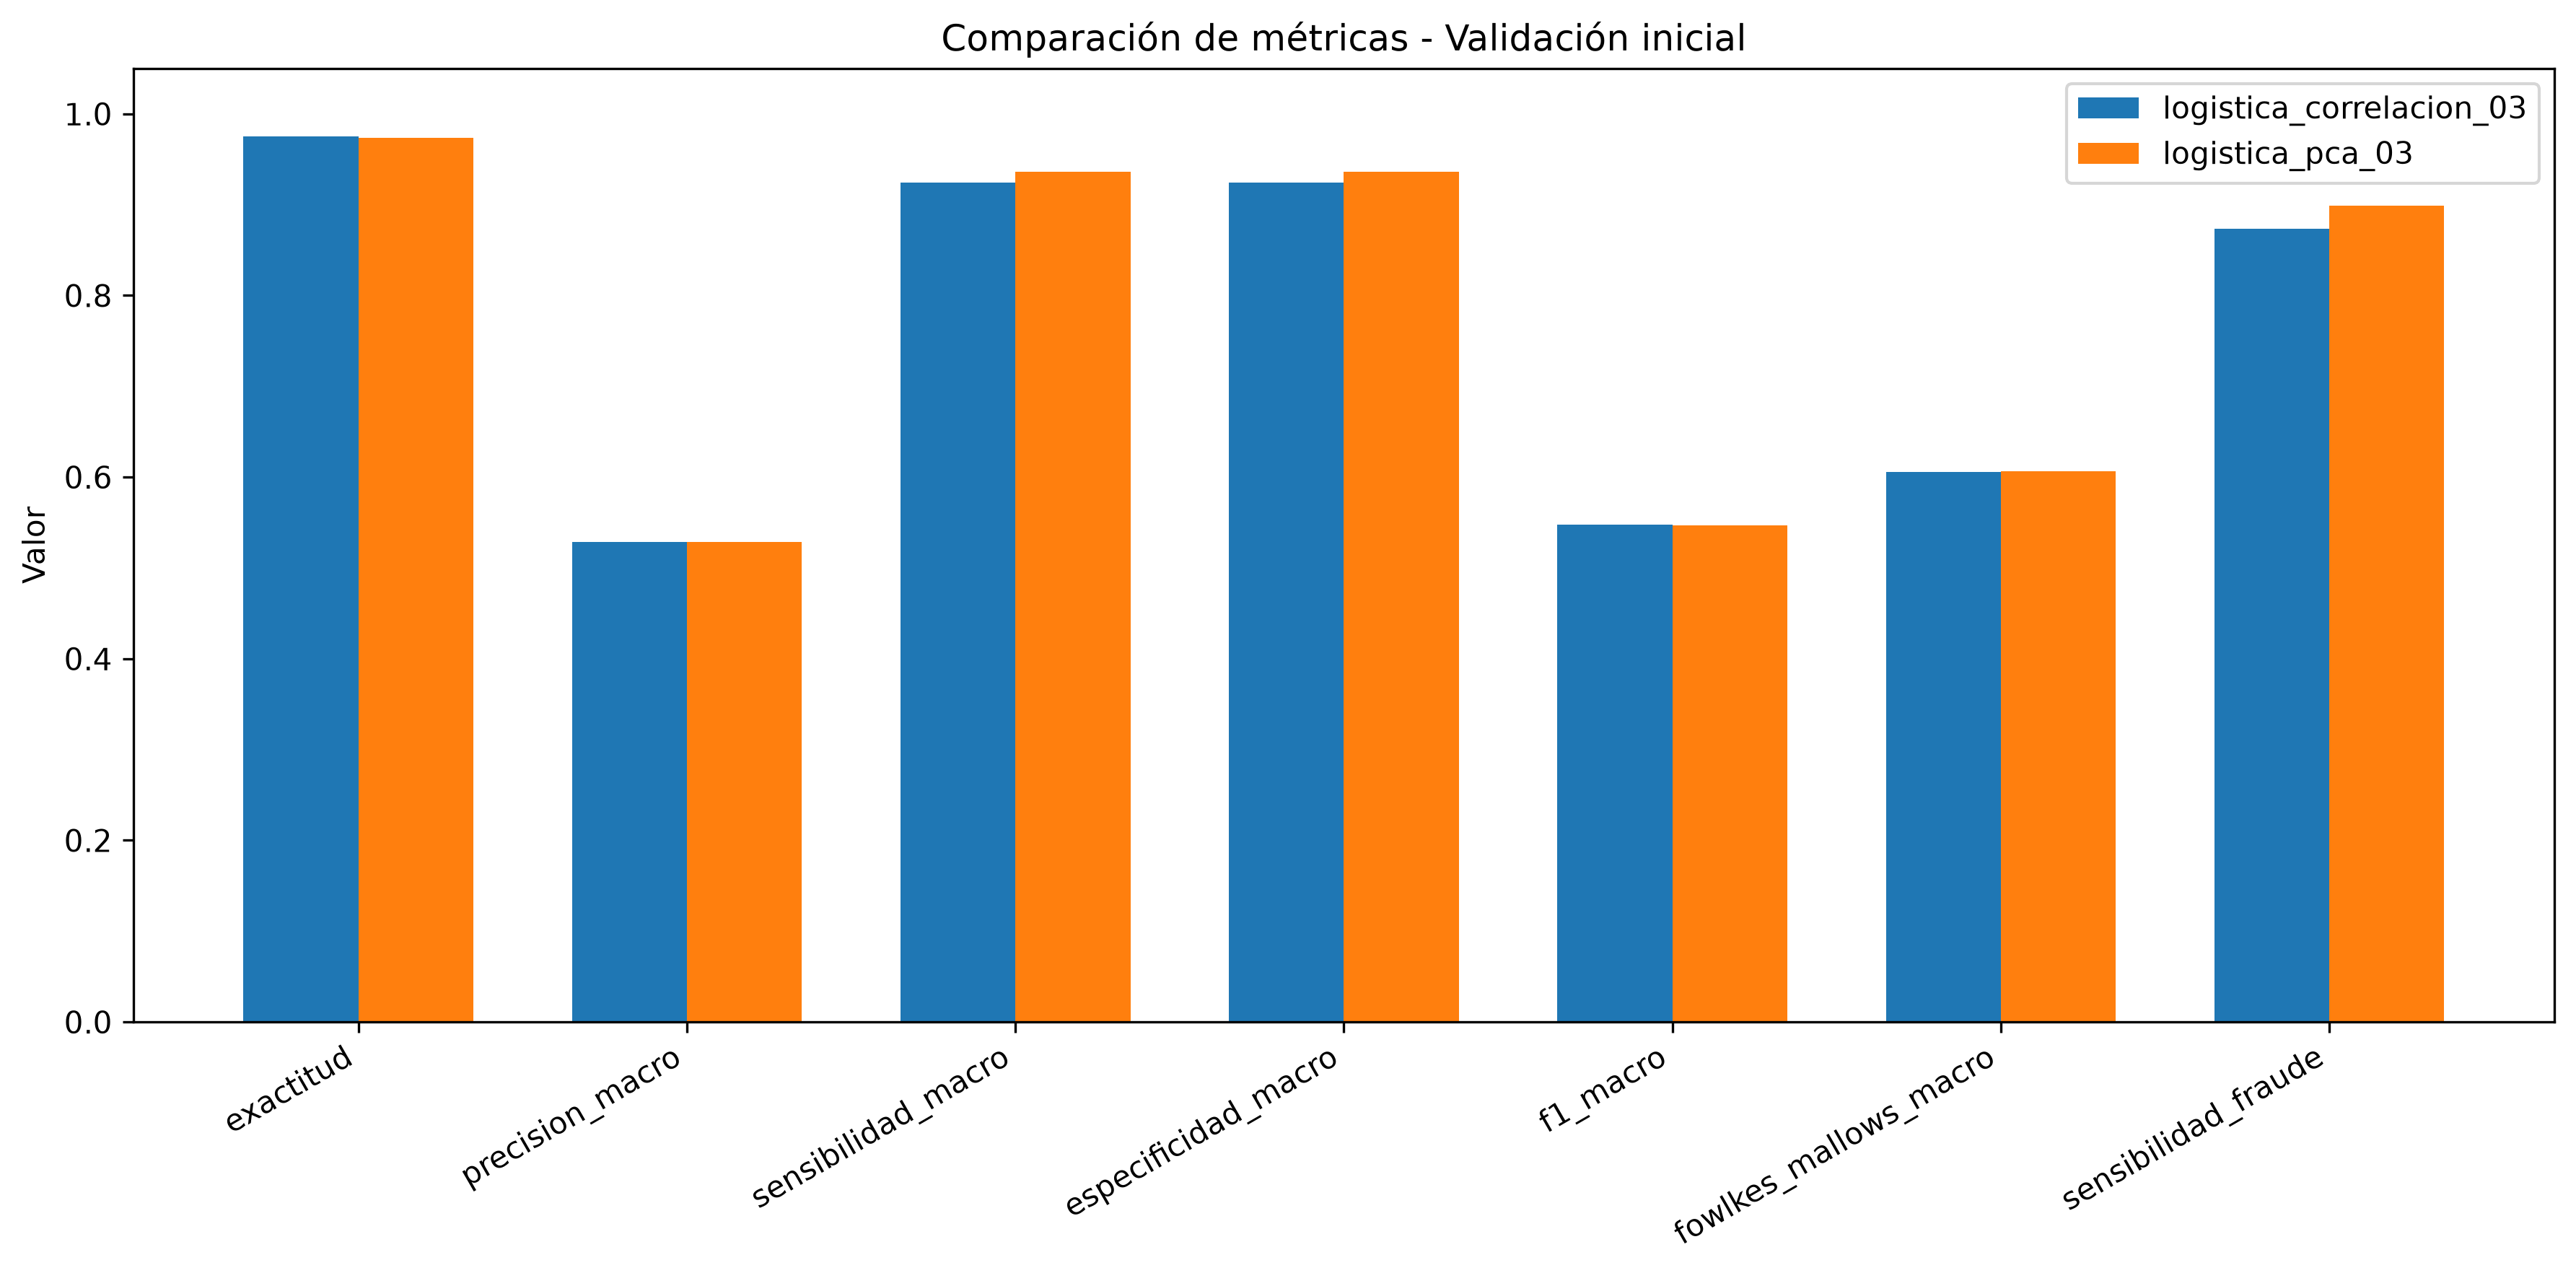 Comparación de métricas - Validación inicial
logistica_correlacion_03
logistica_pca_03
Valor
1.0
0.8
0.6
0.4
0.2
0.0
exactitud
precision_macro
sensibilidad_macro
especificidad_macro
f1_macro
fowlkes_mallows_macro
sensibilidad_fraude